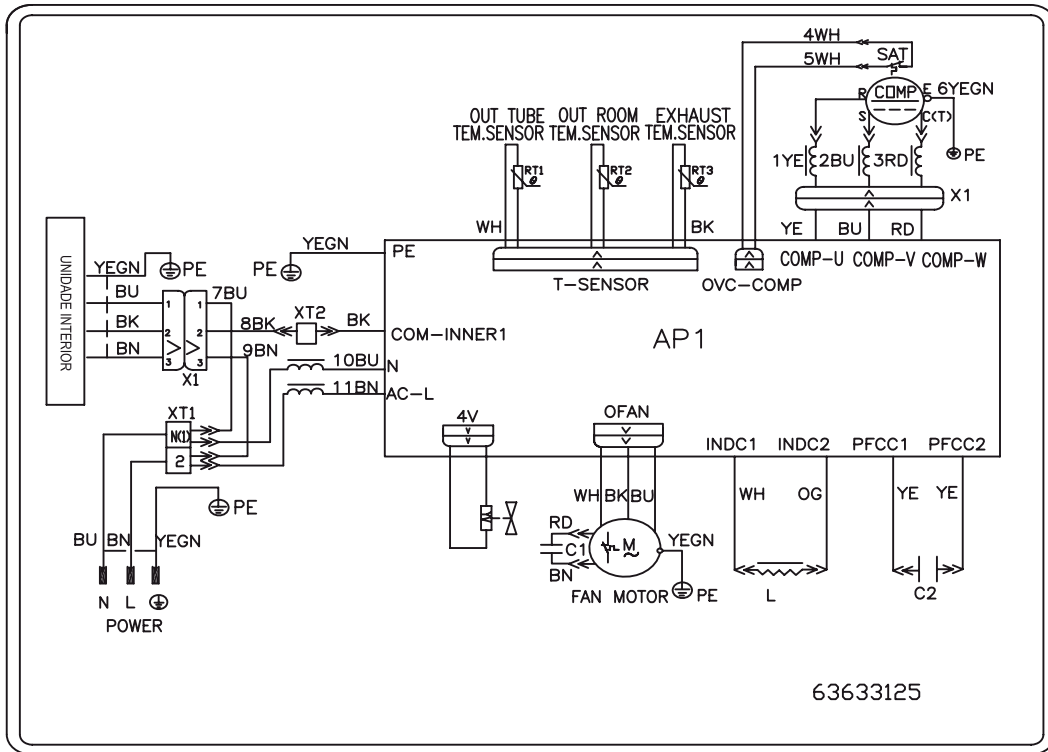 4WH
5WH
SAT
R
COMP
E
6YEGN
S
C(T)
PE
OUT TUBE
TEM.SENSOR
OUT ROOM
TEM.SENSOR
EXHAUST
TEM.SENSOR
RT1
θ
RT2
θ
RT3
θ
1YE
2BU
3RD
X1
WH
BK
YE
BU
RD
UNIDADE INTERIOR
YEGN
PE
BU
BK
BN
1
2
3
1
2
3
X1
7BU
8BK
9BN
XT2
BK
YEGN
PE
PE
T-SENSOR
OVC-COMP
COMP-U
COMP-V
COMP-W
COM-INNER1
AP1
10BU
N
11BN
AC-L
XT1
N(1)
2
PE
BU
BN
YEGN
N
L
POWER
4V
OFAN
INDC1
INDC2
PFCC1
PFCC2
WH
BK
BU
RD
C1
BN
M
YEGN
FAN MOTOR
PE
WH
OG
L
YE
YE
C2
63633125